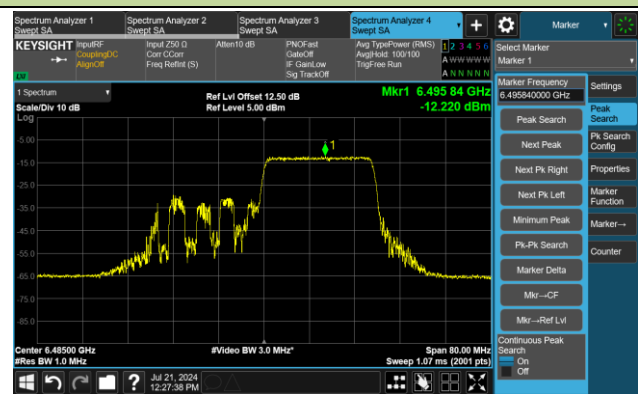 Spectrum Analyzer 1
Swept SA
Spectrum Analyzer 2
Swept SA
Spectrum Analyzer 3
Swept SA
Spectrum Analyzer 4
Swept SA
Marker
KEYSIGHT
InputRF
CouplingDC
AlignOff
Input Z50 Ω
Corr CCorr
Freq RefInt (S)
Atten10 dB
PNOFast
GateOff
IF GainLow
Sig TrackOff
Avg TypePower (RMS)
Avg|Hold: 100/100
TrigFree Run
1 2 3 4 5 6
A W W W W W
A N N N N N
Select Marker
Marker 1
1 Spectrum
Scale/Div 10 dB
Log
Ref Lvl Offset 12.50 dB
Ref Level 5.00 dBm
Mkr1 6.495 84 GHz
-12.220 dBm
1
-5.00
-15.0
-25.0
-35.0
-45.0
-55.0
-65.0
-75.0
-85.0
Center 6.48500 GHz
#Res BW 1.0 MHz
#Video BW 3.0 MHz*
Span 80.00 MHz
Sweep 1.07 ms (2001 pts)
Marker Frequency
6.495840000 GHz
Peak Search
Next Peak
Next Pk Right
Next Pk Left
Minimum Peak
Pk-Pk Search
Marker Delta
Mkr→CF
Mkr→Ref Lvl
Continuous Peak
Search
On
Off
Settings
Peak
Search
Pk Search
Config
Properties
Marker
Function
Marker→
Counter
Jul 21, 2024
12:27:38 PM